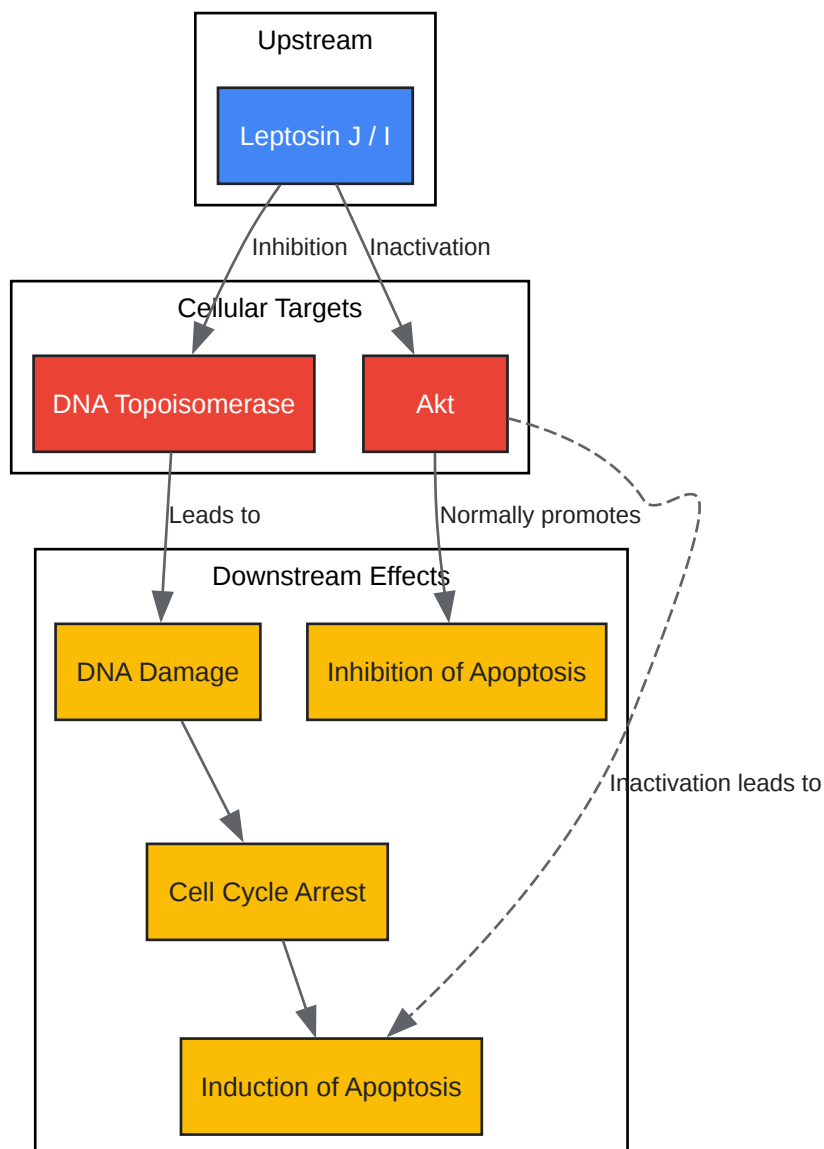 Upstream
Leptosin J / I
Inhibition
Inactivation
Cellular Targets
DNA Topoisomerase
Akt
Leads to
Normally promotes
Downstream Effects
DNA Damage
Inhibition of Apoptosis
Inactivation leads to
Cell Cycle Arrest
Induction of Apoptosis